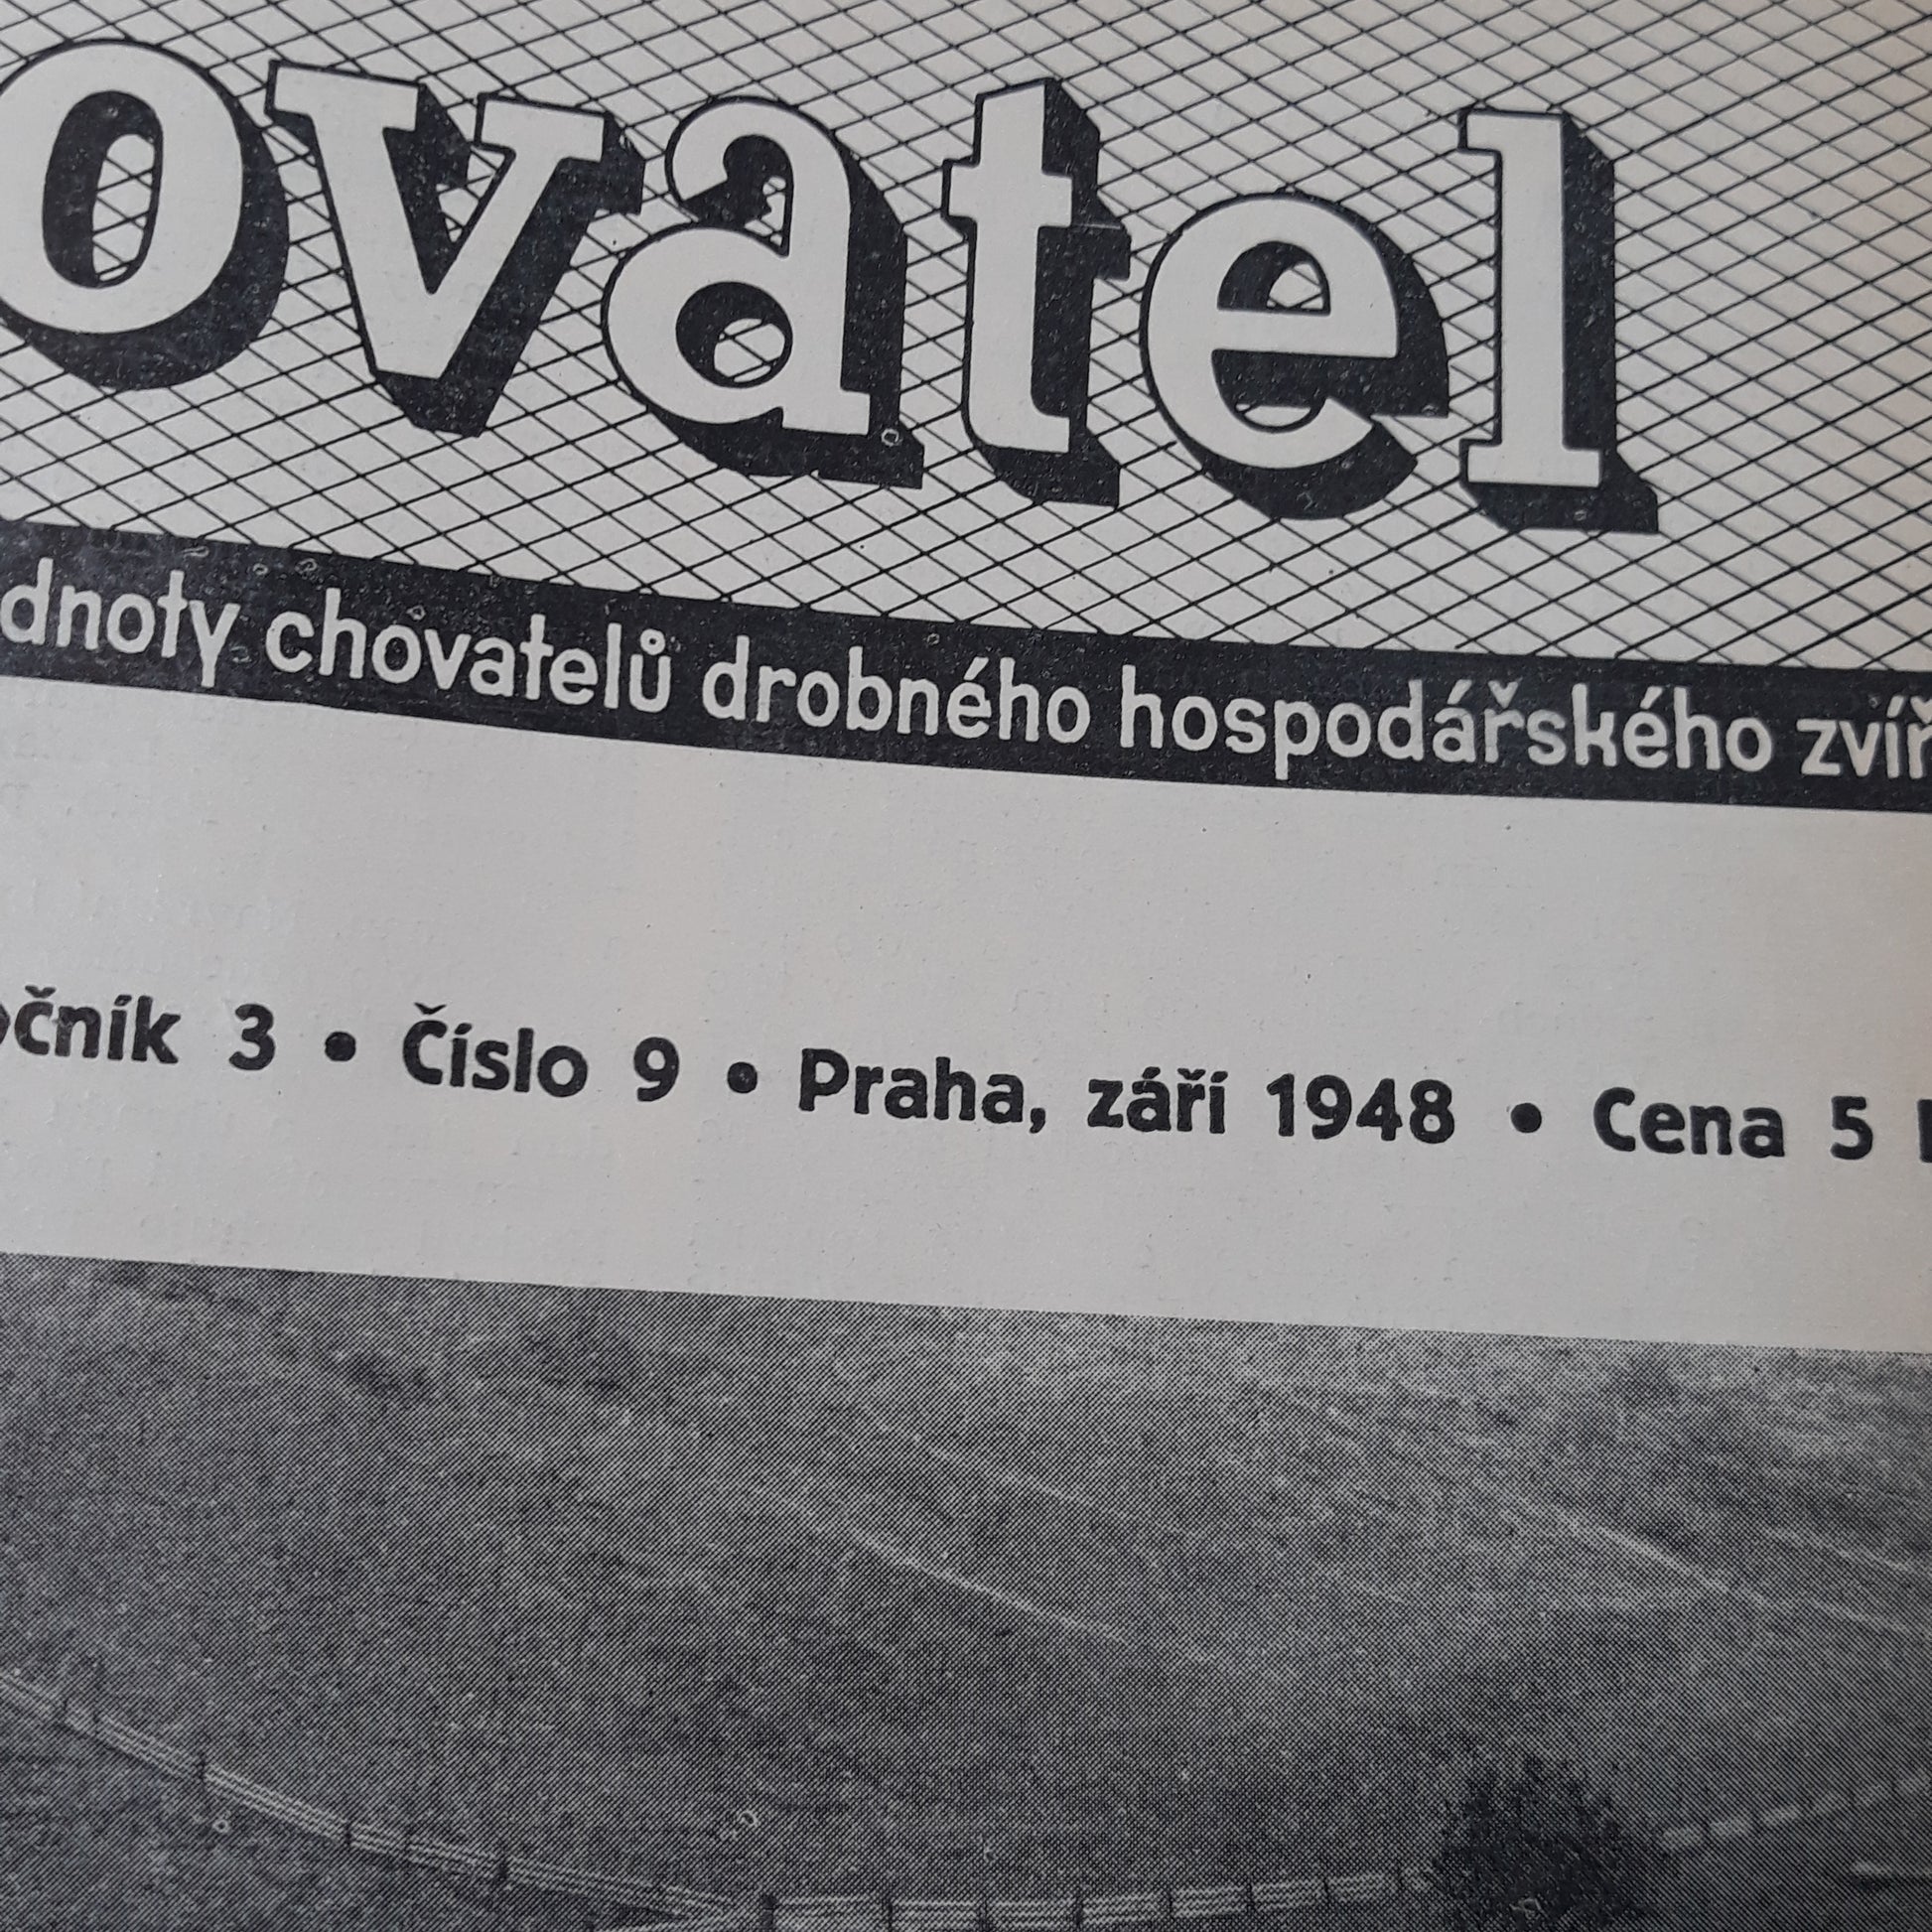 ovatel
dnoty chovatelů drobného hospodářského zvíř
očník 3 • Číslo 9 • Praha, září 1948 • Cena 5